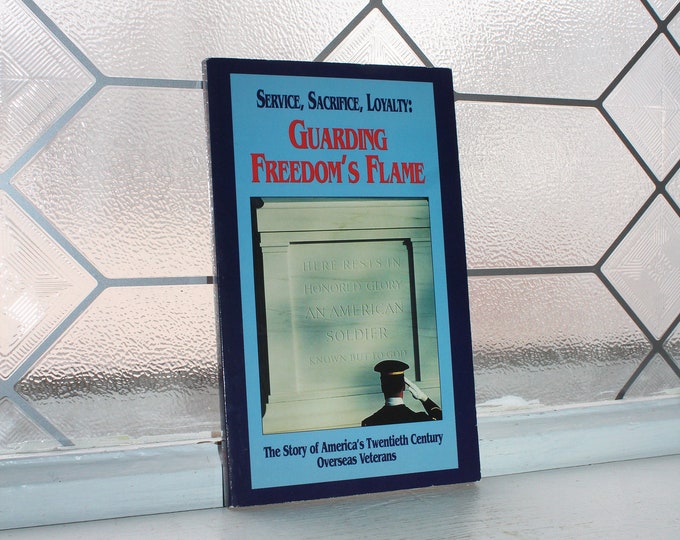 Service, Sacrifice, Loyalty:
Guarding
Freedom's Flame
HERE RESTS IN
HONORED GLORY
AN AMERICAN
SOLDIER
KNOWN BUT TO GOD
The Story of America's Twentieth Century
Overseas Veterans